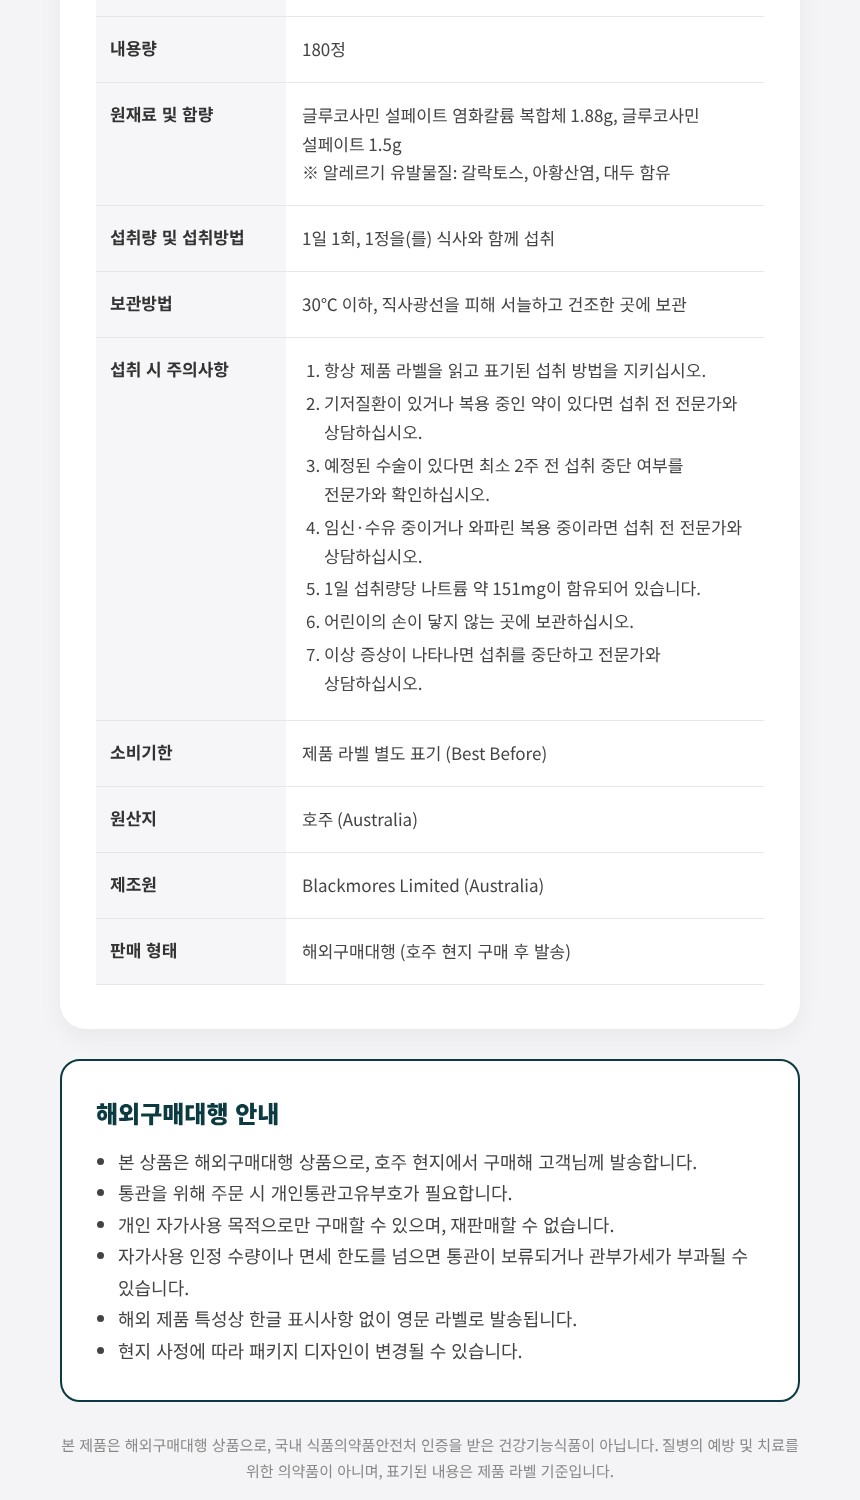 내용량
180정
원재료 및 함량
글루코사민 설페이트 염화칼륨 복합체 1.88g, 글루코사민
설페이트 1.5g
※ 알레르기 유발물질: 갈락토스, 아황산염, 대두 함유
섭취량 및 섭취방법
1일 1회, 1정을(를) 식사와 함께 섭취
보관방법
30℃ 이하, 직사광선을 피해 서늘하고 건조한 곳에 보관
섭취 시 주의사항
1. 항상 제품 라벨을 읽고 표기된 섭취 방법을 지키십시오.
2. 기저질환이 있거나 복용 중인 약이 있다면 섭취 전 전문가와
상담하십시오.
3. 예정된 수술이 있다면 최소 2주 전 섭취 중단 여부를
전문가와 확인하십시오.
4. 임신·수유 중이거나 와파린 복용 중이라면 섭취 전 전문가와
상담하십시오.
5. 1일 섭취량당 나트륨 약 151mg이 함유되어 있습니다.
6. 어린이의 손이 닿지 않는 곳에 보관하십시오.
7. 이상 증상이 나타나면 섭취를 중단하고 전문가와
상담하십시오.
소비기한
제품 라벨 별도 표기 (Best Before)
원산지
호주 (Australia)
제조원
Blackmores Limited (Australia)
판매 형태
해외구매대행 (호주 현지 구매 후 발송)
해외구매대행 안내
• 본 상품은 해외구매대행 상품으로, 호주 현지에서 구매해 고객님께 발송합니다.
• 통관을 위해 주문 시 개인통관고유부호가 필요합니다.
• 개인 자가사용 목적으로만 구매할 수 있으며, 재판매할 수 없습니다.
• 자가사용 인정 수량이나 면세 한도를 넘으면 통관이 보류되거나 관부가세가 부과될 수
있습니다.
• 해외 제품 특성상 한글 표시사항 없이 영문 라벨로 발송됩니다.
• 현지 사정에 따라 패키지 디자인이 변경될 수 있습니다.
본 제품은 해외구매대행 상품으로, 국내 식품의약품안전처 인증을 받은 건강기능식품이 아닙니다. 질병의 예방 및 치료를
위한 의약품이 아니며, 표기된 내용은 제품 라벨 기준입니다.